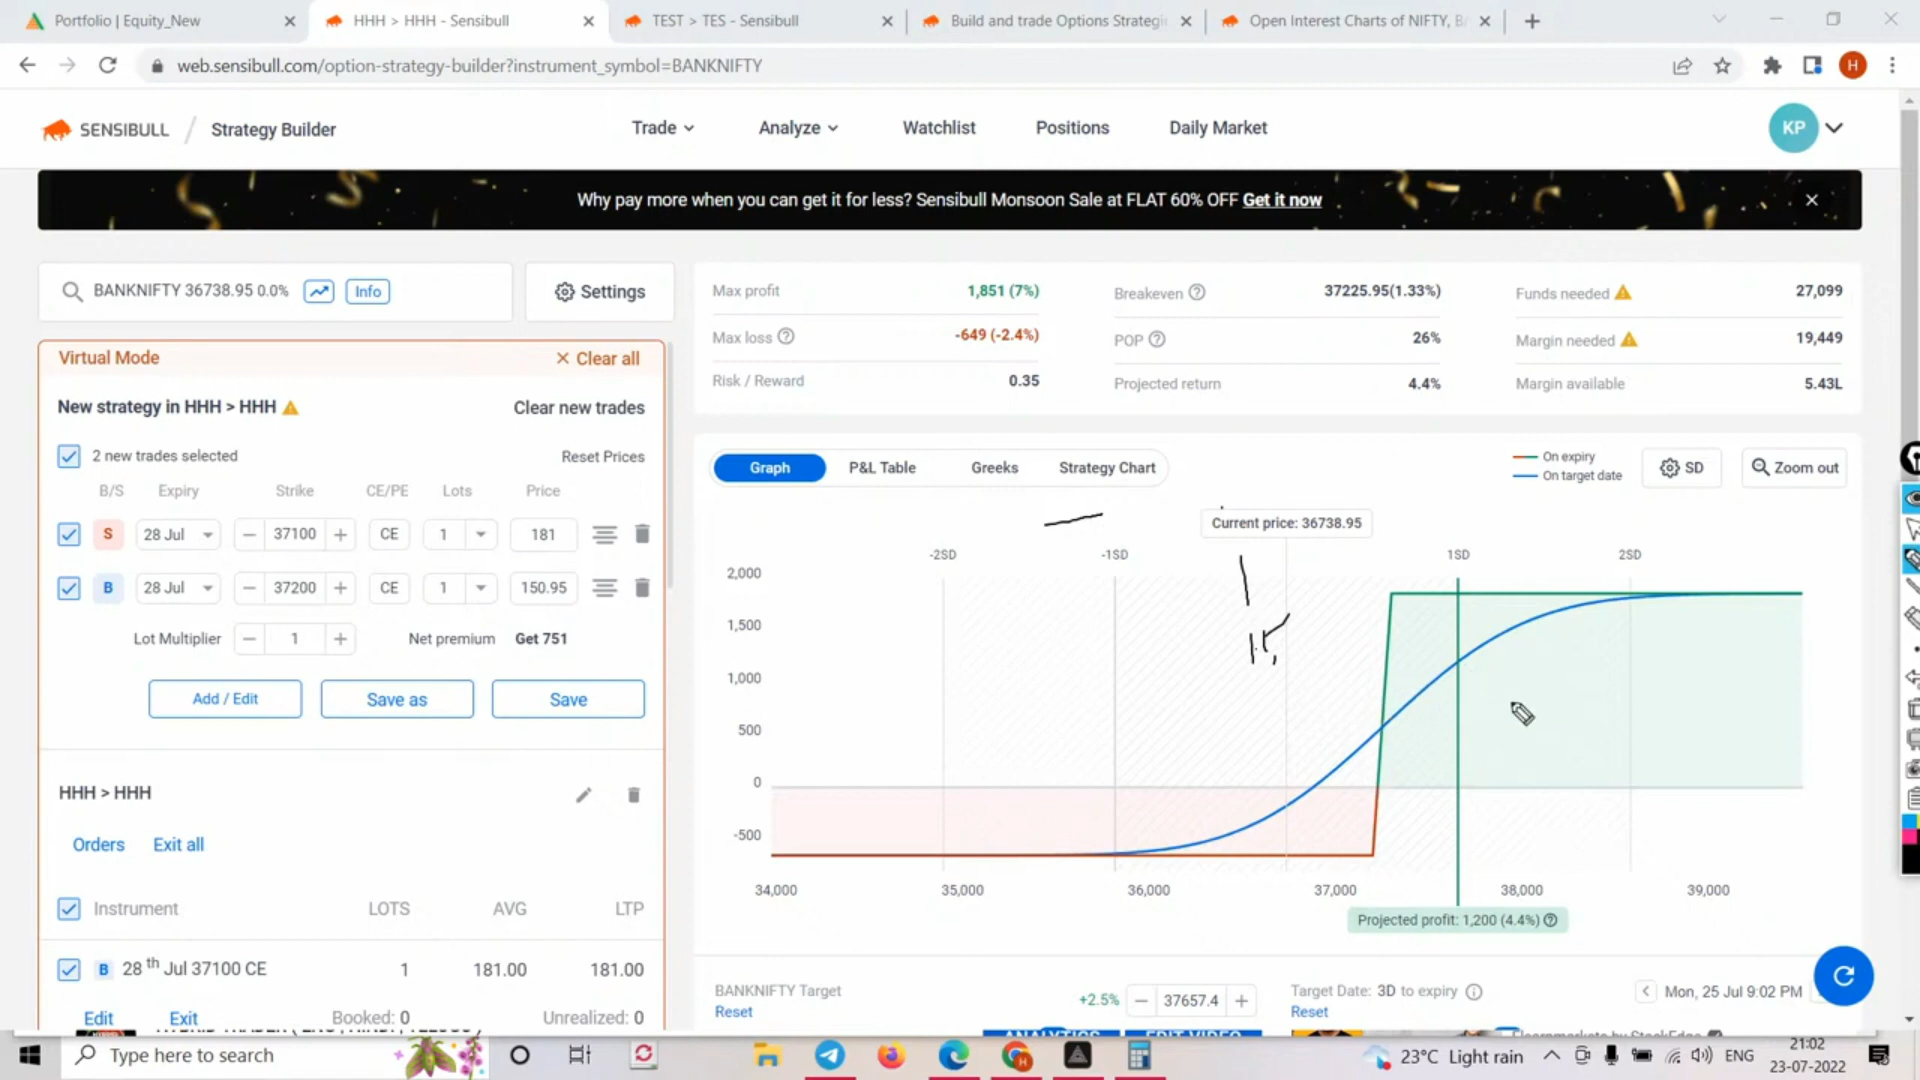 Portfolio | Equity_New
HHH > HHH - Sensibull
TEST > TES - Sensibull
Build and trade Options Strategi
Open Interest Charts of NIFTY, B
web.sensibull.com/option-strategy-builder?instrument_symbol=BANKNIFTY
H
SENSIBULL / Strategy Builder
Trade
Analyze
Watchlist
Positions
Daily Market
KP
Why pay more when you can get it for less? Sensibull Monsoon Sale at FLAT 60% OFF Get it now
BANKNIFTY 36738.95 0.0% Info
Settings
Max profit 1,851 (7%)
Max loss -649 (-2.4%)
Risk / Reward 0.35
Breakeven 37225.95(1.33%)
POP 26%
Projected return 4.4%
Funds needed 27,099
Margin needed 19,449
Margin available 5.43L
Virtual Mode
Clear all
New strategy in HHH > HHH
Clear new trades
2 new trades selected
Reset Prices
B/S Expiry Strike CE/PE Lots Price
S 28 Jul 37100 CE 1 181
B 28 Jul 37200 CE 1 150.95
Lot Multiplier 1 Net premium Get 751
Add / Edit
Save as
Save
HHH > HHH
Orders Exit all
Instrument LOTS AVG LTP
B 28 th Jul 37100 CE 1 181.00 181.00
Edit Exit Booked: 0 Unrealized: 0
Graph
P&L Table
Greeks
Strategy Chart
On expiry
On target date
SD
Zoom out
Current price: 36738.95
-2SD -1SD 1SD 2SD
2,000
1,500
1,000
500
0
-500
34,000 35,000 36,000 37,000 38,000 39,000
Projected profit: 1,200 (4.4%)
BANKNIFTY Target
Reset
+2.5% 37657.4
Target Date: 3D to expiry
Reset
Mon, 25 Jul 9:02 PM
ANALYTICS
EDIT VIDEO
Type here to search
23°C Light rain
ENG
21:02
23-07-2022